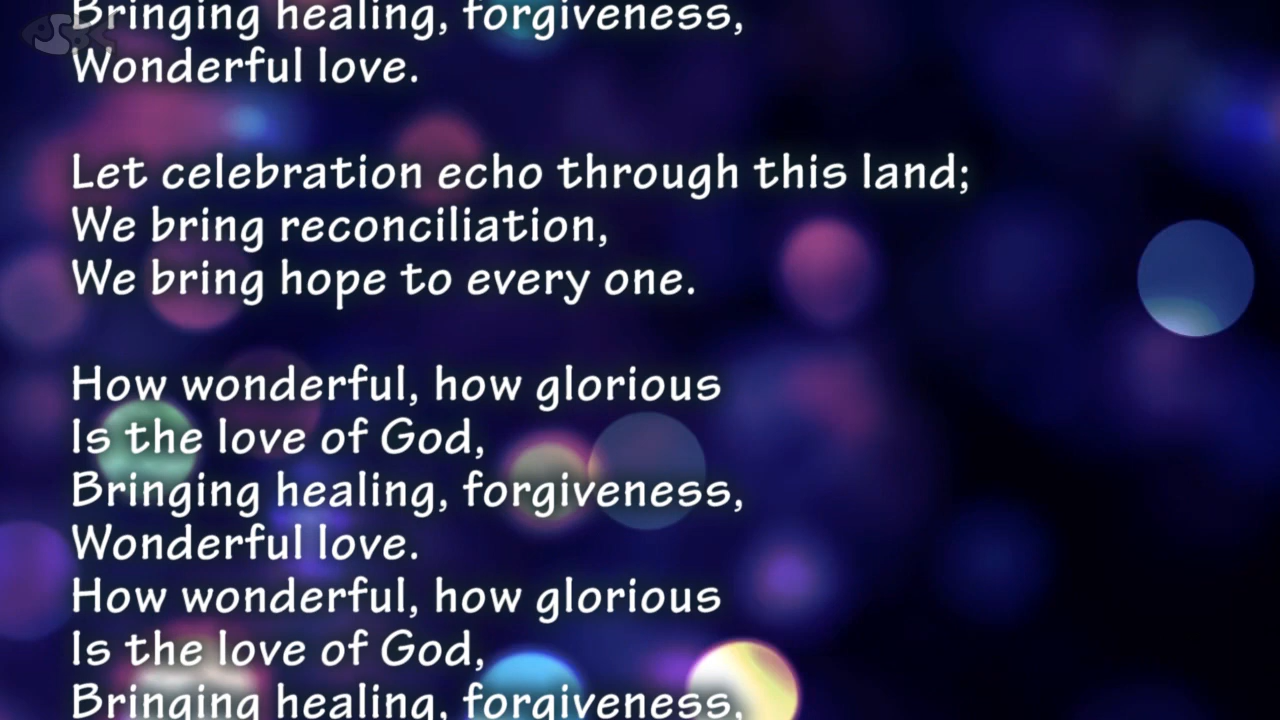 Bringing healing, forgiveness,
Wonderful love.
Let celebration echo through this land;
We bring reconciliation,
We bring hope to every one.
How wonderful, how glorious
Is the love of God,
Bringing healing, forgiveness,
Wonderful love.
How wonderful, how glorious
Is the love of God,
Bringing healing, forgiveness,